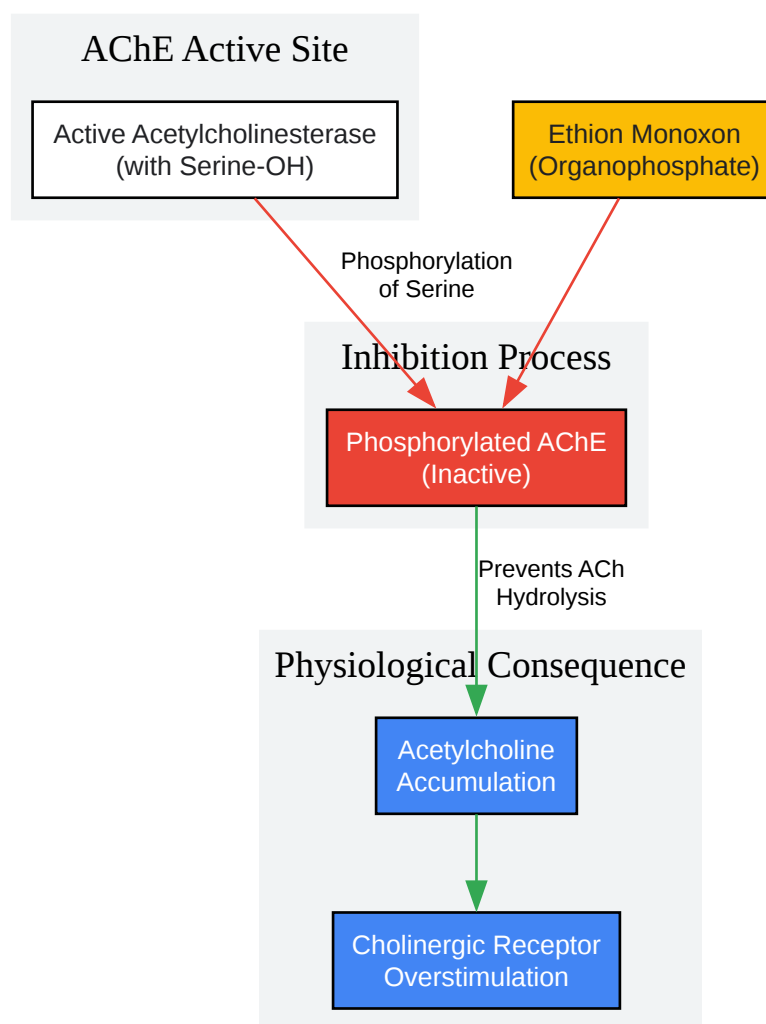 AChE Active Site
Active Acetylcholinesterase
(with Serine-OH)
Ethion Monoxon
(Organophosphate)
Phosphorylation
of Serine
Inhibition Process
Phosphorylated AChE
(Inactive)
Prevents ACh
Hydrolysis
Physiological Consequence
Acetylcholine
Accumulation
Cholinergic Receptor
Overstimulation